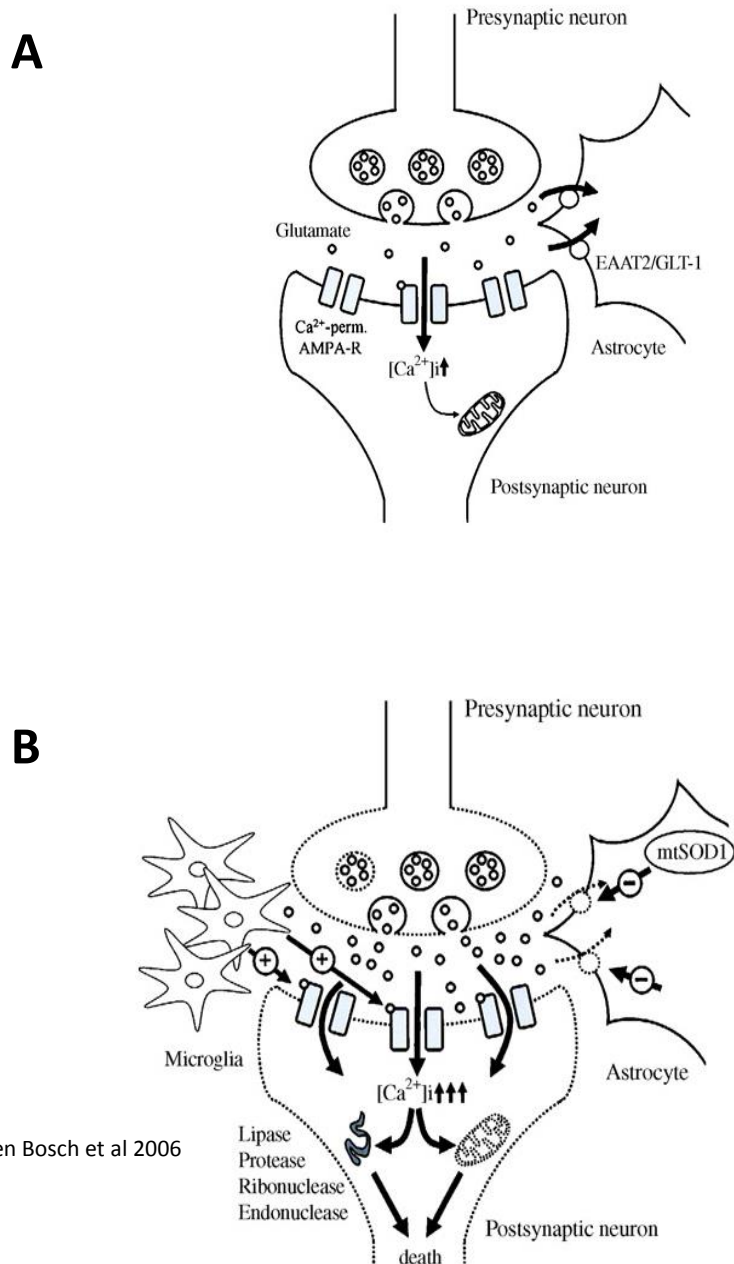 A
Presynaptic neuron
Glutamate
EAAT2/GLT-1
Ca²⁺-perm.
AMPA-R
Astrocyte
[Ca²⁺]i
Postsynaptic neuron
B
Presynaptic neuron
mtSOD1
−
+
+
−
Microglia
Astrocyte
[Ca²⁺]i
en Bosch et al 2006
Lipase
Protease
Ribonuclease
Endonuclease
Postsynaptic neuron
death